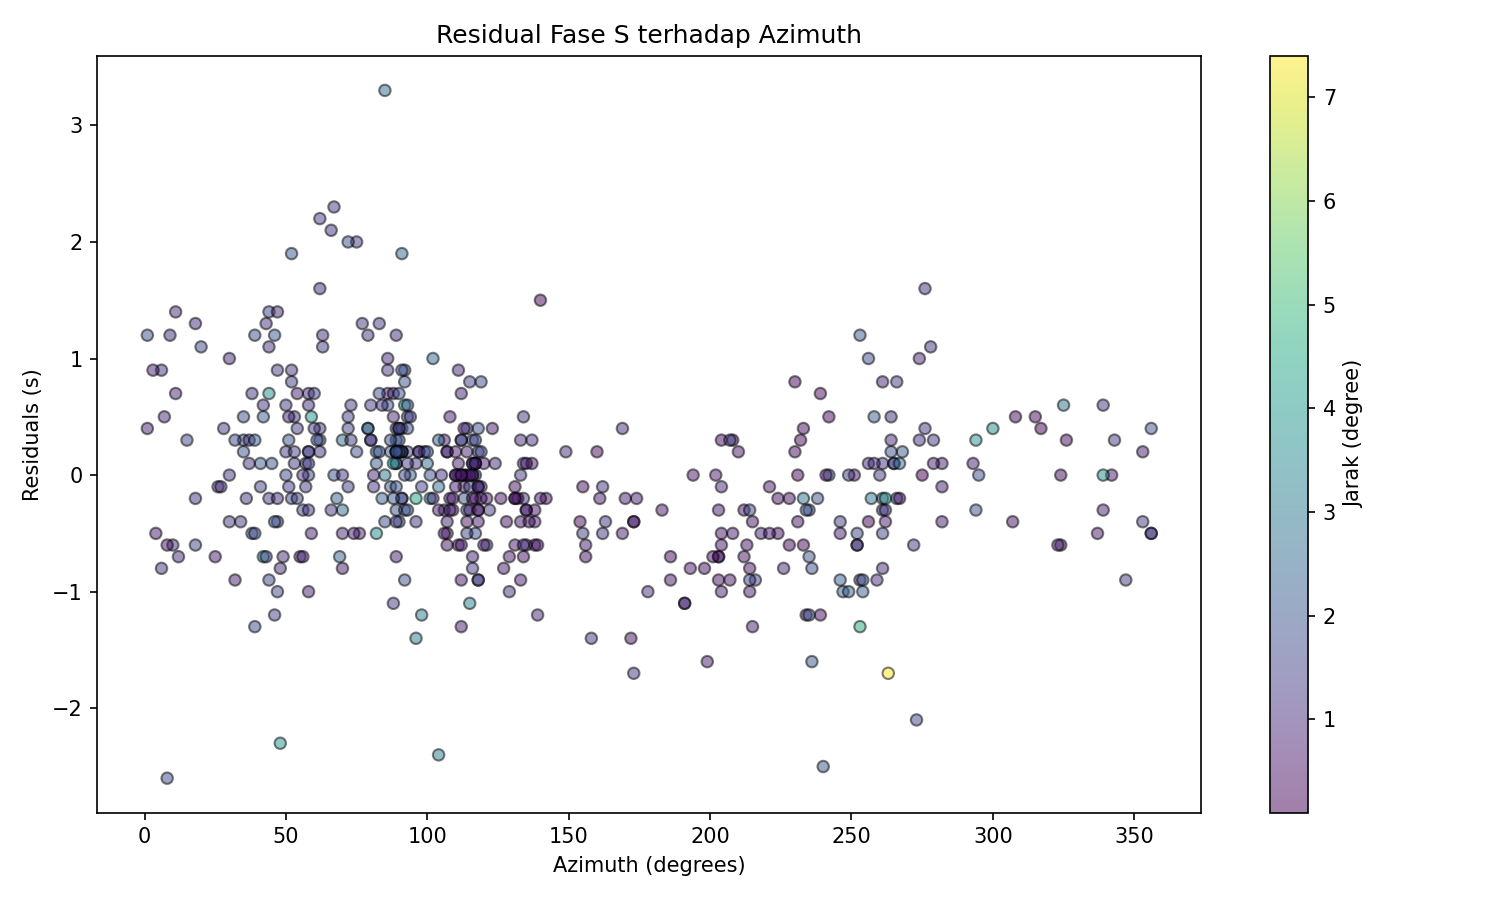 Residual Fase S terhadap Azimuth
3
2
1
0
−1
−2
Residuals (s)
0 50 100 150 200 250 300 350
Azimuth (degrees)
7
6
5
4
3
2
1
Jarak (degree)